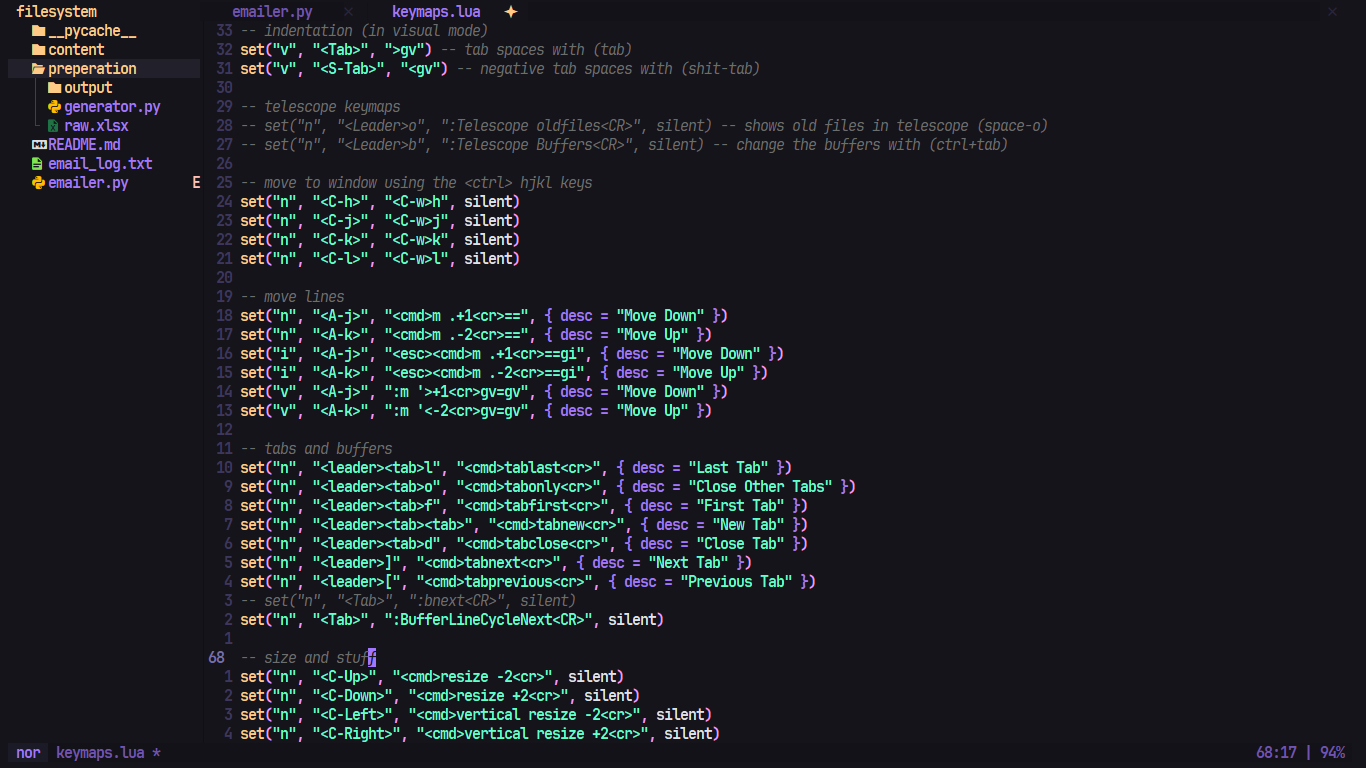 filesystem
__pycache__
content
preperation
output
generator.py
raw.xlsx
README.md
email_log.txt
emailer.py E
emailer.py × keymaps.lua ×
33 -- indentation (in visual mode)
32 set("v", "<Tab>", ">gv") -- tab spaces with (tab)
31 set("v", "<S-Tab>", "<gv") -- negative tab spaces with (shit-tab)
30
29 -- telescope keymaps
28 -- set("n", "<Leader>o", ":Telescope oldfiles<CR>", silent) -- shows old files in telescope (space-o)
27 -- set("n", "<Leader>b", ":Telescope Buffers<CR>", silent) -- change the buffers with (ctrl+tab)
26
25 -- move to window using the <ctrl> hjkl keys
24 set("n", "<C-h>", "<C-w>h", silent)
23 set("n", "<C-j>", "<C-w>j", silent)
22 set("n", "<C-k>", "<C-w>k", silent)
21 set("n", "<C-l>", "<C-w>l", silent)
20
19 -- move lines
18 set("n", "<A-j>", "<cmd>m .+1<cr>==", { desc = "Move Down" })
17 set("n", "<A-k>", "<cmd>m .-2<cr>==", { desc = "Move Up" })
16 set("i", "<A-j>", "<esc><cmd>m .+1<cr>==gi", { desc = "Move Down" })
15 set("i", "<A-k>", "<esc><cmd>m .-2<cr>==gi", { desc = "Move Up" })
14 set("v", "<A-j>", ":m '>+1<cr>gv=gv", { desc = "Move Down" })
13 set("v", "<A-k>", ":m '<-2<cr>gv=gv", { desc = "Move Up" })
12
11 -- tabs and buffers
10 set("n", "<leader><tab>l", "<cmd>tablast<cr>", { desc = "Last Tab" })
9 set("n", "<leader><tab>o", "<cmd>tabonly<cr>", { desc = "Close Other Tabs" })
8 set("n", "<leader><tab>f", "<cmd>tabfirst<cr>", { desc = "First Tab" })
7 set("n", "<leader><tab><tab>", "<cmd>tabnew<cr>", { desc = "New Tab" })
6 set("n", "<leader><tab>d", "<cmd>tabclose<cr>", { desc = "Close Tab" })
5 set("n", "<leader>]", "<cmd>tabnext<cr>", { desc = "Next Tab" })
4 set("n", "<leader>[", "<cmd>tabprevious<cr>", { desc = "Previous Tab" })
3 -- set("n", "<Tab>", ":bnext<CR>", silent)
2 set("n", "<Tab>", ":BufferLineCycleNext<CR>", silent)
1
68 -- size and stuff
1 set("n", "<C-Up>", "<cmd>resize -2<cr>", silent)
2 set("n", "<C-Down>", "<cmd>resize +2<cr>", silent)
3 set("n", "<C-Left>", "<cmd>vertical resize -2<cr>", silent)
4 set("n", "<C-Right>", "<cmd>vertical resize +2<cr>", silent)
nor keymaps.lua * 68:17 | 94%